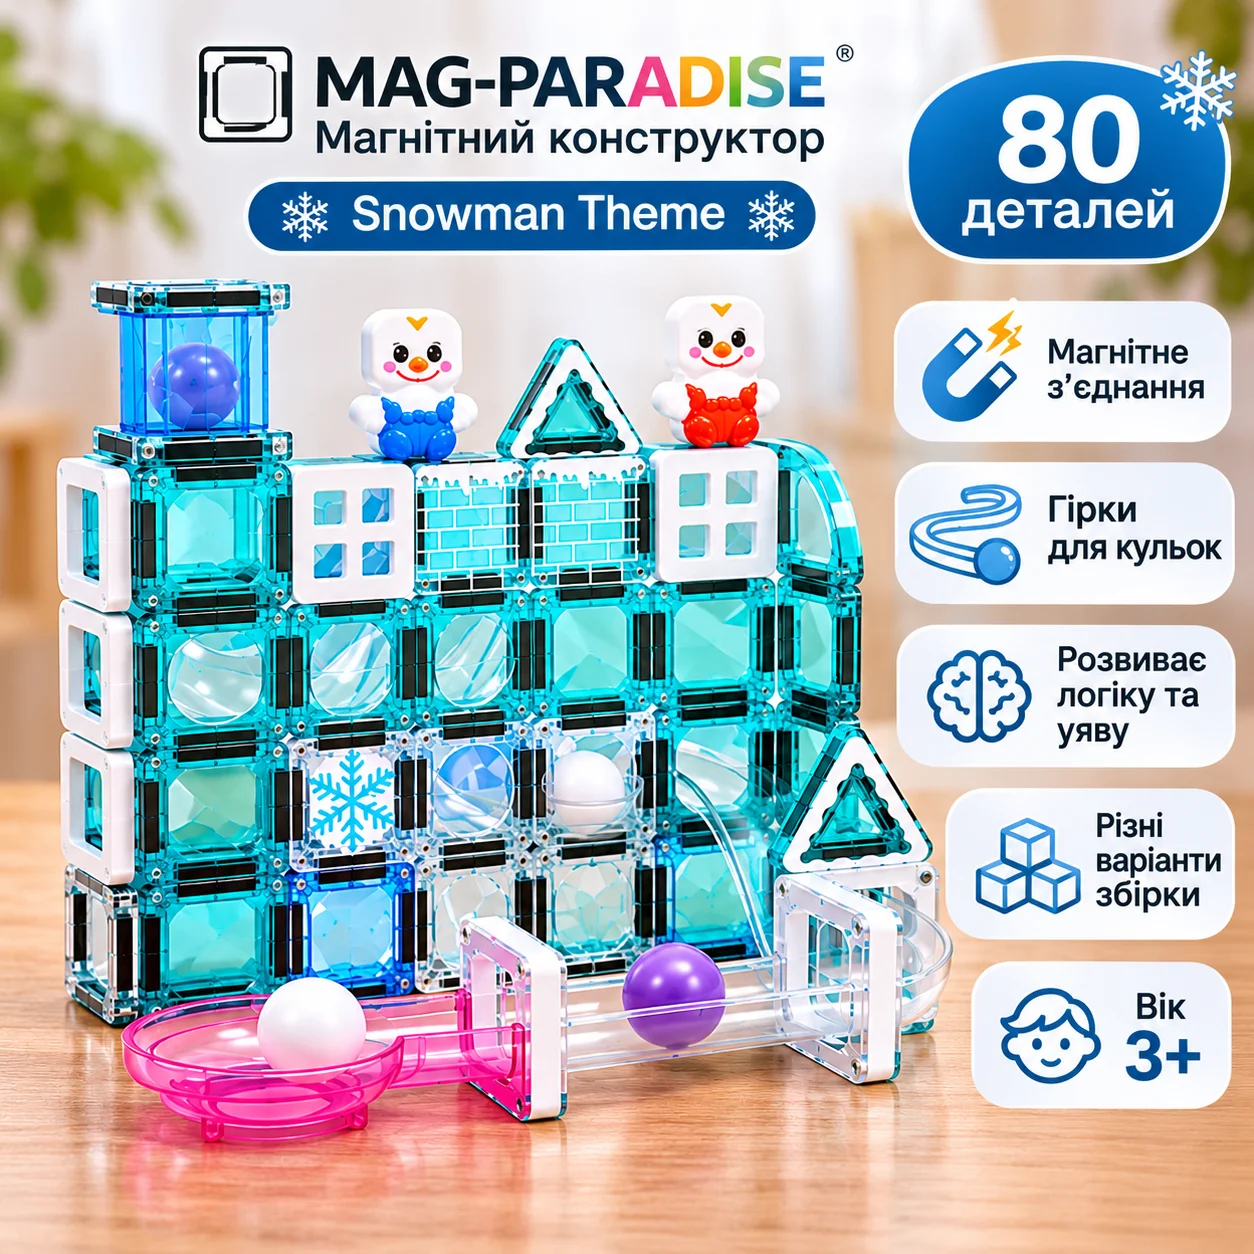 MAG-PARADISE ®
Магнітний конструктор
Snowman Theme
80
деталей
Магнітне
з’єднання
Гірки
для кульок
Розвиває
логіку та
уяву
Різні
варіанти
збірки
Вік
3+